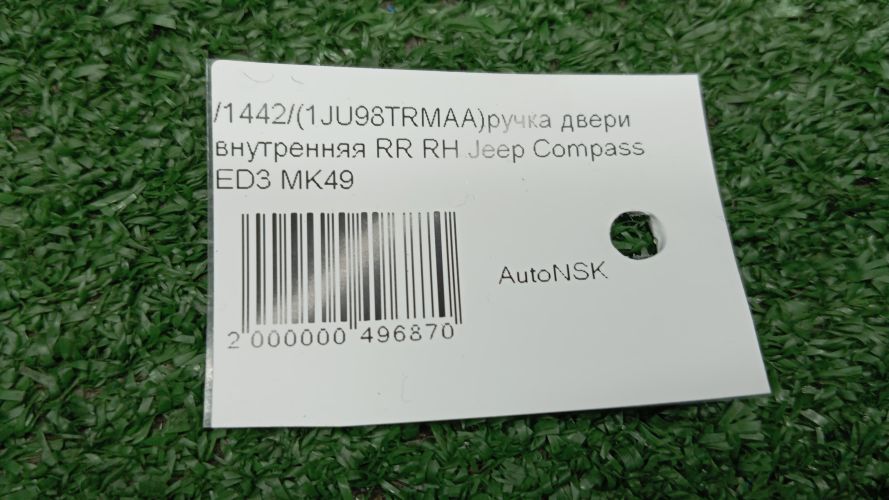 /1442/(1JU98TRMAA)ручка двери
внутренняя RR RH Jeep Compass
ED3 MK49
AutoNSK
2 000000 496870